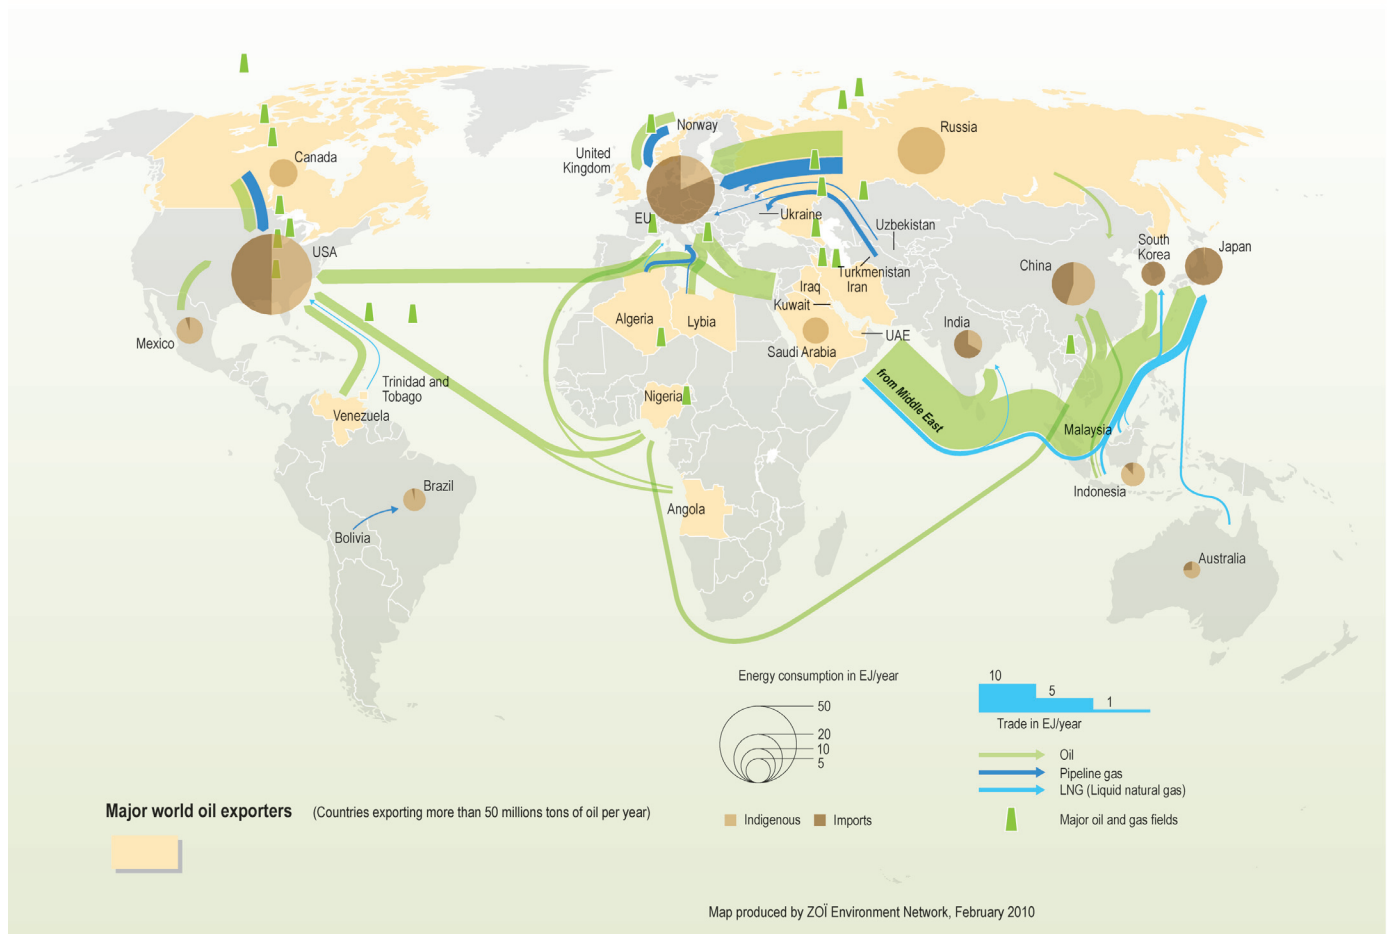 Norway
Russia
United
Kingdom
Canada
EU
Ukraine
Uzbekistan
USA
South
Korea
Japan
China
Turkmenistan
Iraq
Iran
Kuwait
Algeria
Lybia
India
UAE
Mexico
Saudi Arabia
from Middle East
Trinidad and
Tobago
Nigeria
Venezuela
Malaysia
Brazil
Indonesia
Angola
Bolivia
Australia
Energy consumption in EJ/year
50
20
10
5
Indigenous
Imports
10
5
1
Trade in EJ/year
Oil
Pipeline gas
LNG (Liquid natural gas)
Major oil and gas fields
Major world oil exporters (Countries exporting more than 50 millions tons of oil per year)
Map produced by ZOÏ Environment Network, February 2010